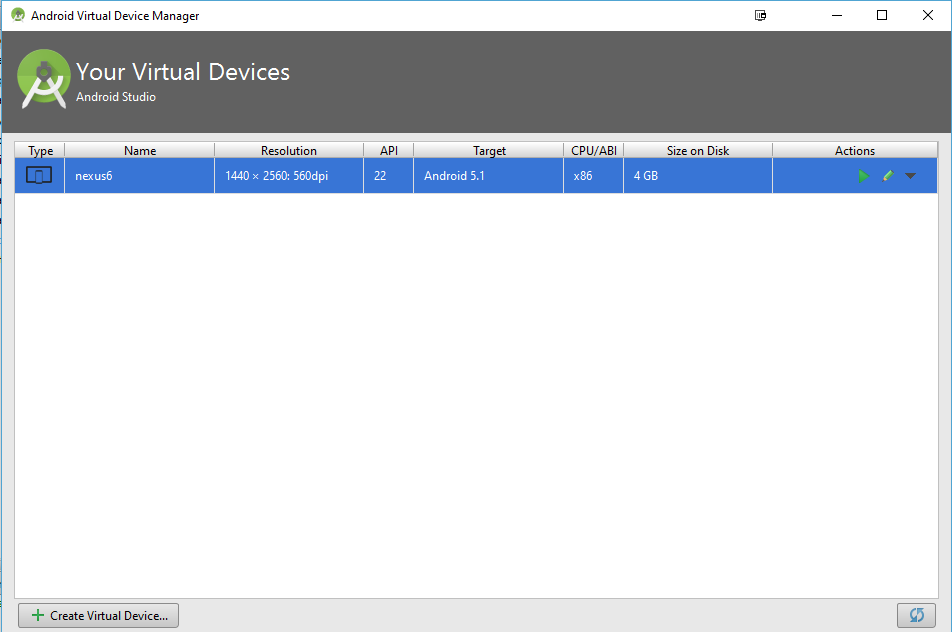 Android Virtual Device Manager
Your Virtual Devices
Android Studio
Type Name Resolution API Target CPU/ABI Size on Disk Actions
nexus6 1440 × 2560: 560dpi 22 Android 5.1 x86 4 GB
Create Virtual Device...